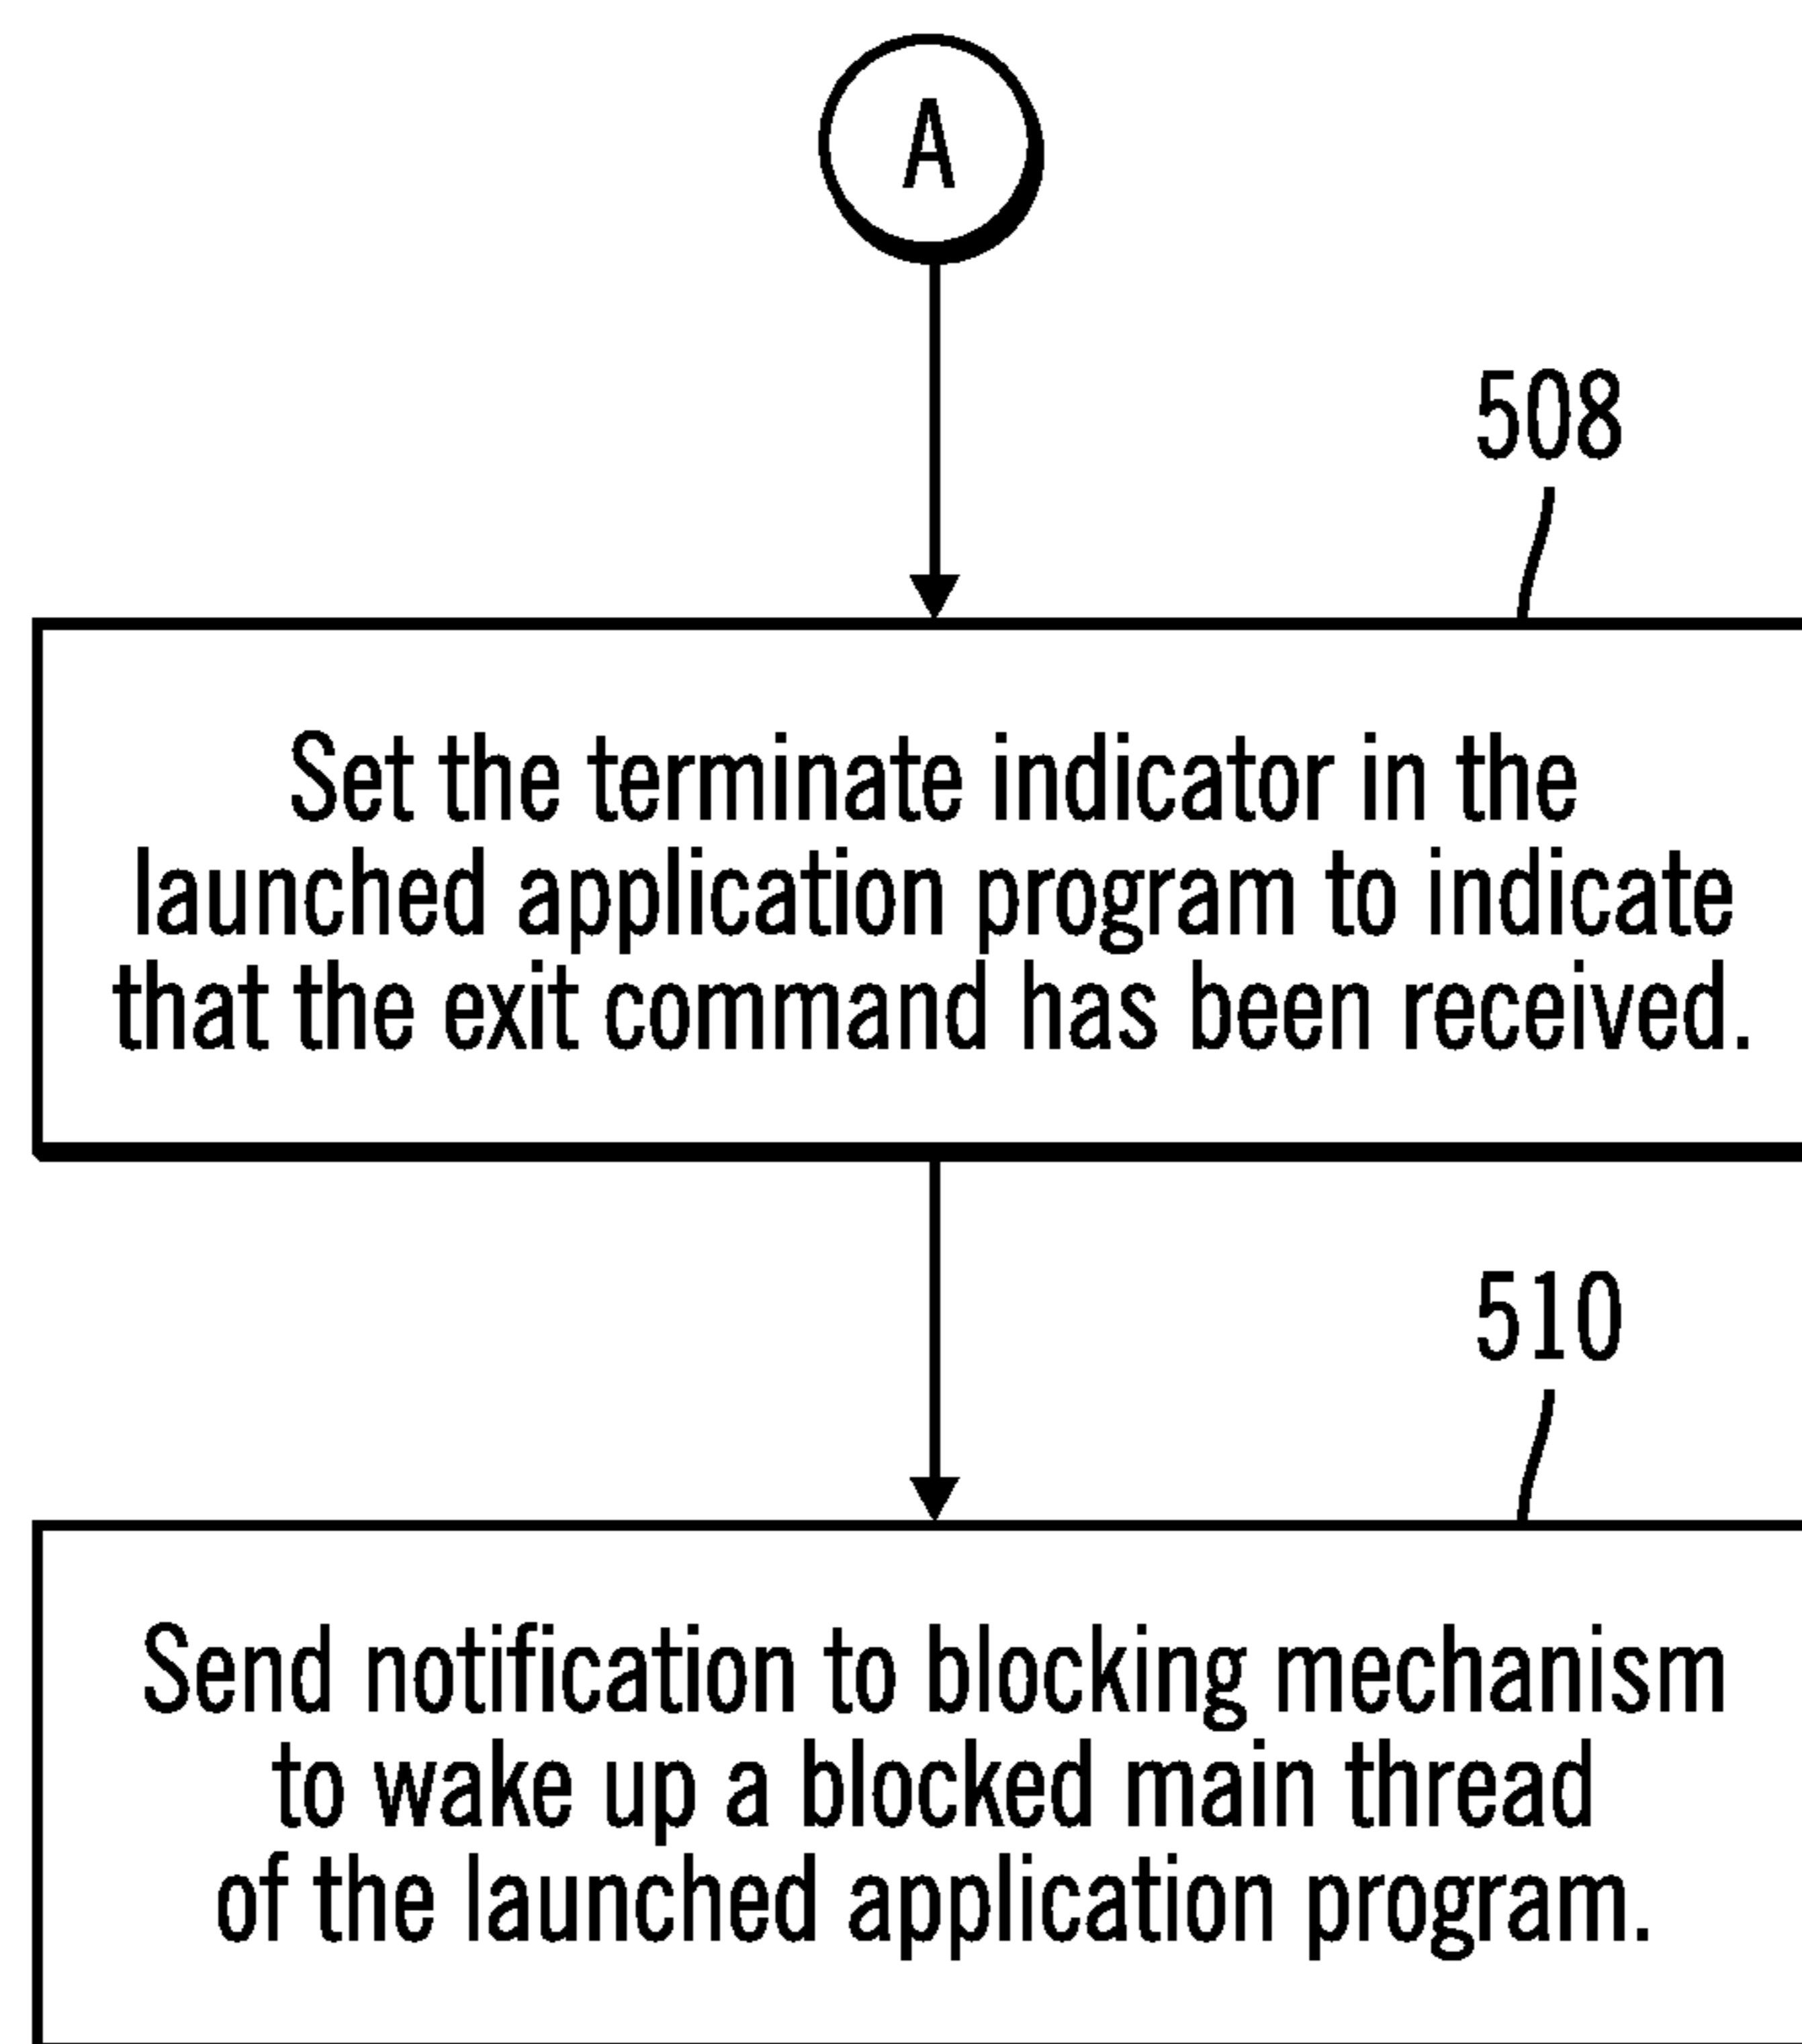 A
508
Set the terminate indicator in the
launched application program to indicate
that the exit command has been received.
510
Send notification to blocking mechanism
to wake up a blocked main thread
of the launched application program.